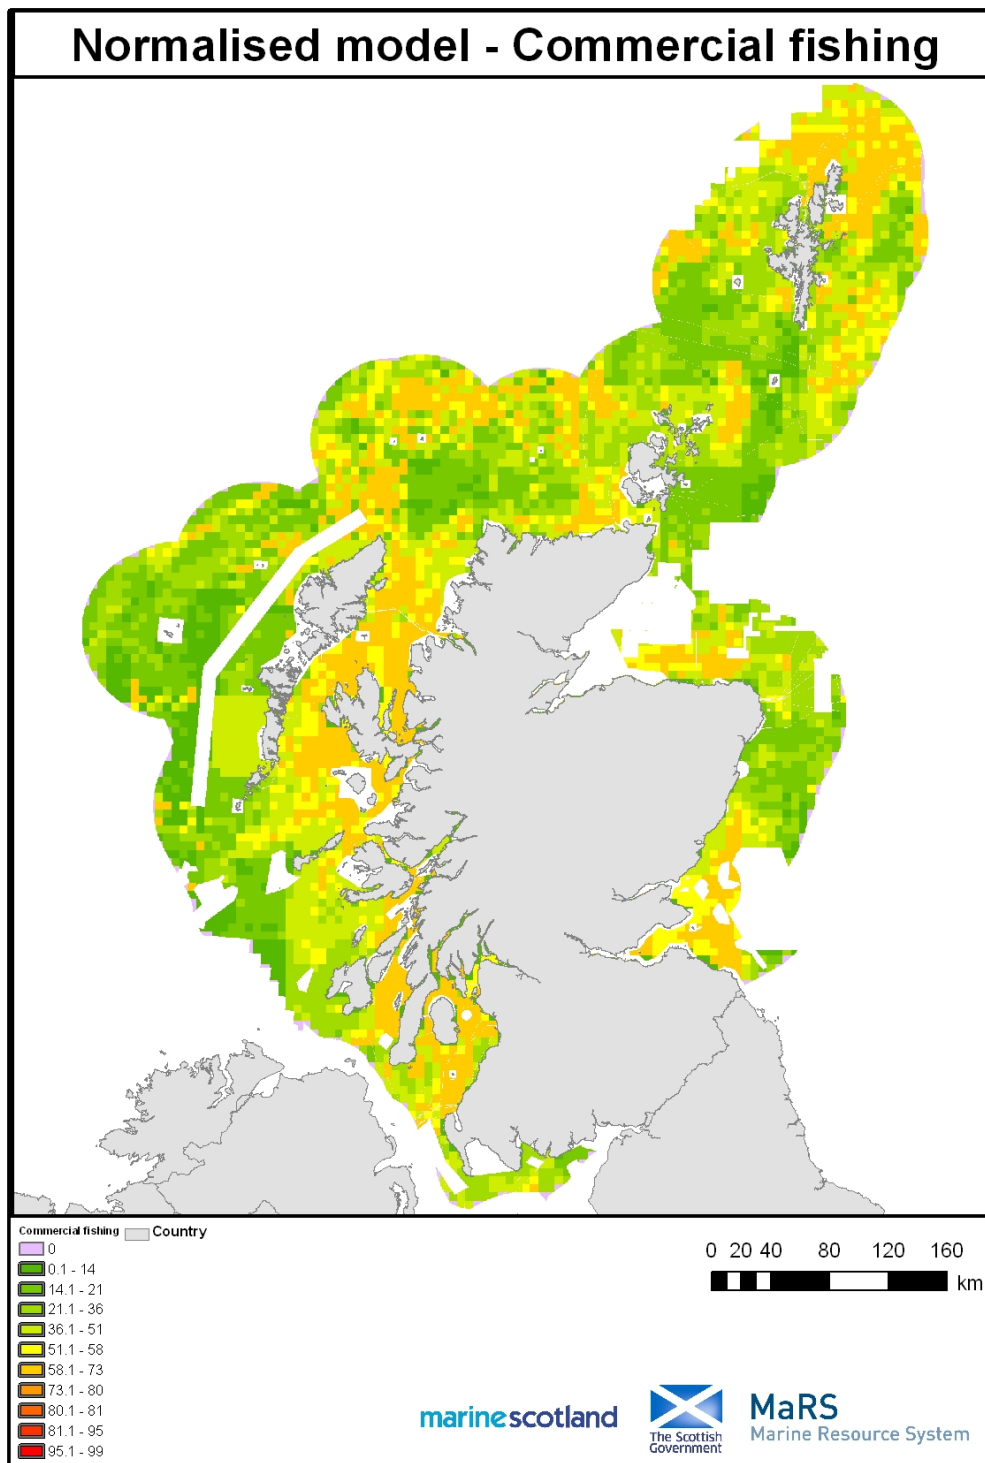 Normalised model - Commercial fishing
Commercial fishing
Country
0
0.1 - 14
14.1 - 21
21.1 - 36
36.1 - 51
51.1 - 58
58.1 - 73
73.1 - 80
80.1 - 81
81.1 - 95
95.1 - 99
0 20 40 80 120 160
km
marinescotland
The Scottish
Government
MaRS
Marine Resource System